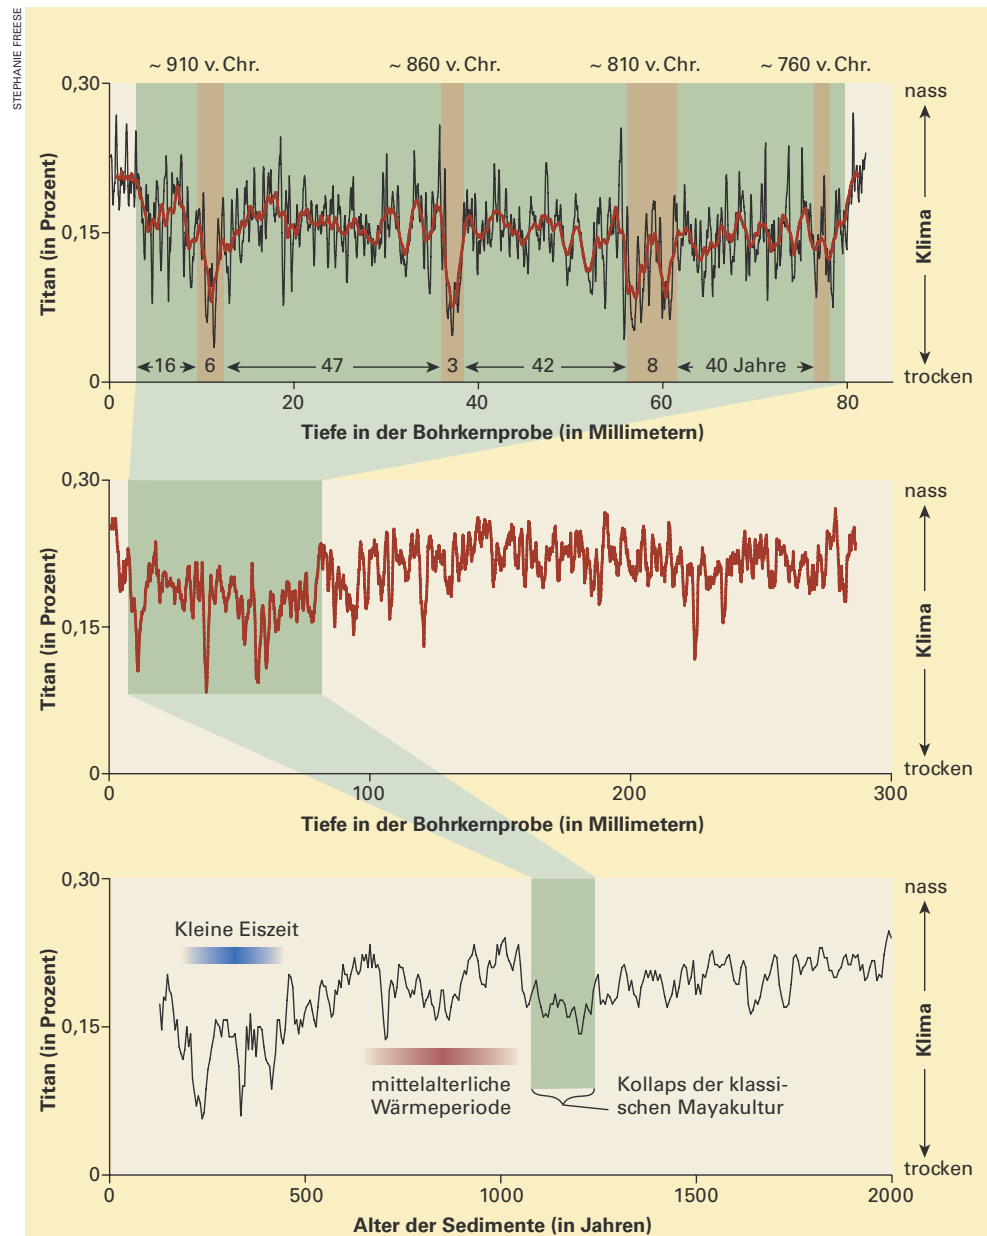 STEPHANIE FREESE
~ 910 v. Chr. ~ 860 v. Chr. ~ 810 v. Chr. ~ 760 v. Chr.
0,30
0,15
0
Titan (in Prozent)
nass
Klima
trocken
16 6 47 3 42 8 40 Jahre
0 20 40 60 80
Tiefe in der Bohrkernprobe (in Millimetern)
0,30
0,15
0
Titan (in Prozent)
nass
Klima
trocken
0 100 200 300
Tiefe in der Bohrkernprobe (in Millimetern)
0,30
0,15
0
Titan (in Prozent)
nass
Klima
trocken
Kleine Eiszeit
mittelalterliche
Wärmeperiode
Kollaps der klassi-
schen Mayakultur
0 500 1000 1500 2000
Alter der Sedimente (in Jahren)